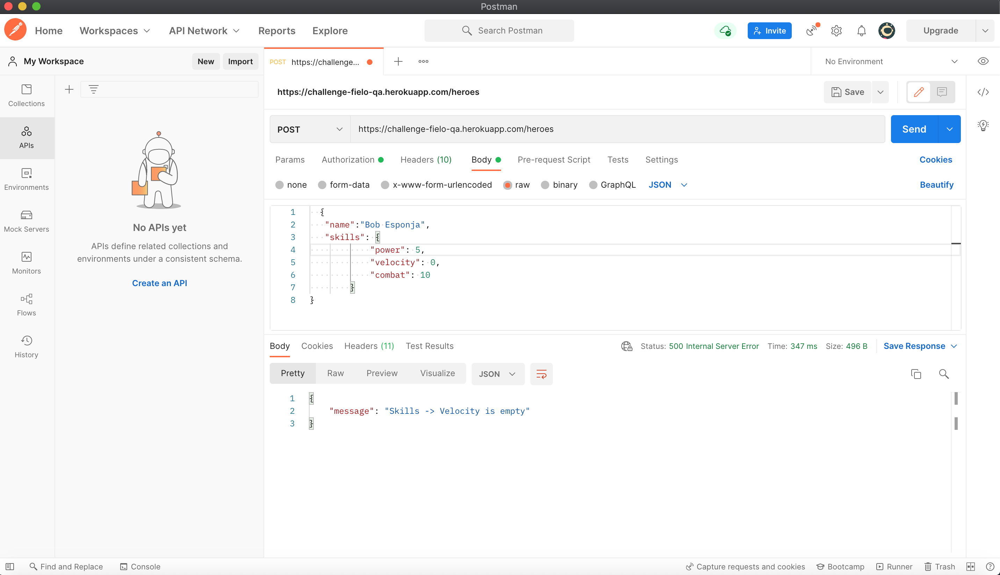 Postman
Home Workspaces API Network Reports Explore Search Postman Invite Upgrade
My Workspace New Import
POST https://challenge... No Environment
Collections
APIs
Environments
Mock Servers
Monitors
Flows
History
No APIs yet
APIs define related collections and
environments under a consistent schema.
Create an API
https://challenge-fielo-qa.herokuapp.com/heroes Save
POST https://challenge-fielo-qa.herokuapp.com/heroes Send
Params Authorization Headers (10) Body Pre-request Script Tests Settings Cookies
none form-data x-www-form-urlencoded raw binary GraphQL JSON Beautify
1 {
2 "name":"Bob Esponja",
3 "skills": {
4 "power": 5,
5 "velocity": 0,
6 "combat": 10
7 }
8 }
Body Cookies Headers (11) Test Results Status: 500 Internal Server Error Time: 347 ms Size: 496 B Save Response
Pretty Raw Preview Visualize JSON
1 {
2 "message": "Skills -> Velocity is empty"
3 }
Find and Replace Console Capture requests and cookies Bootcamp Runner Trash